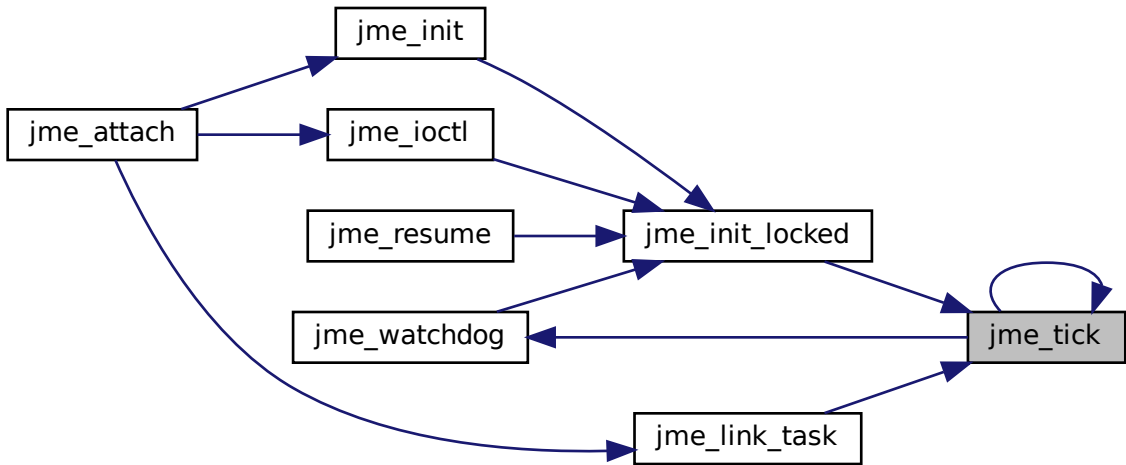 jme_init
jme_attach
jme_ioctl
jme_resume
jme_init_locked
jme_watchdog
jme_tick
jme_link_task